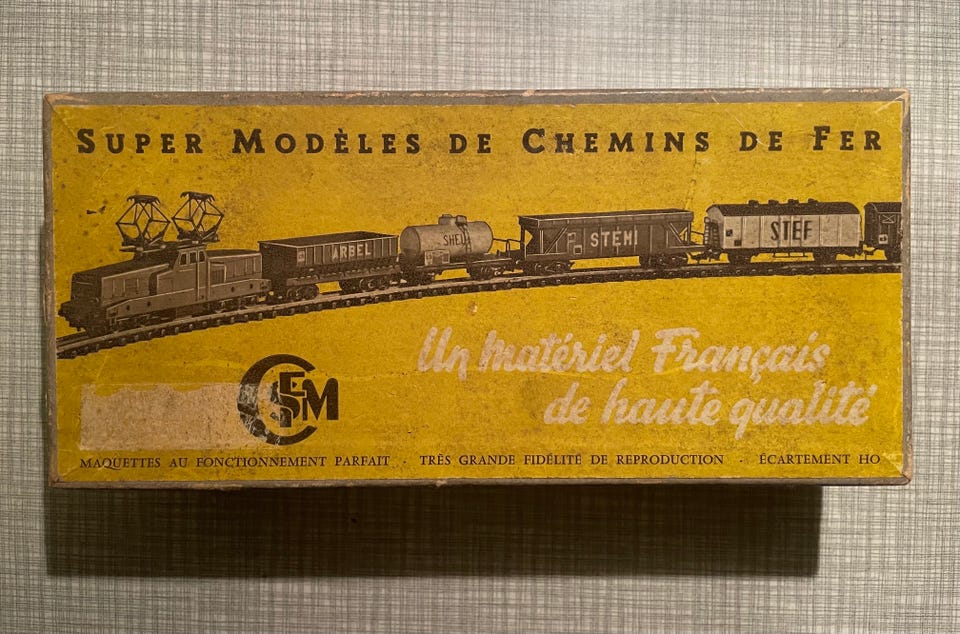 SUPER MODÈLES DE CHEMINS DE FER
ARBEL
SHELL
STEMI
STEF
Un matériel Français
de haute qualité
CSFM
MAQUETTES AU FONCTIONNEMENT PARFAIT · TRÈS GRANDE FIDÉLITÉ DE REPRODUCTION · ÉCARTEMENT HO